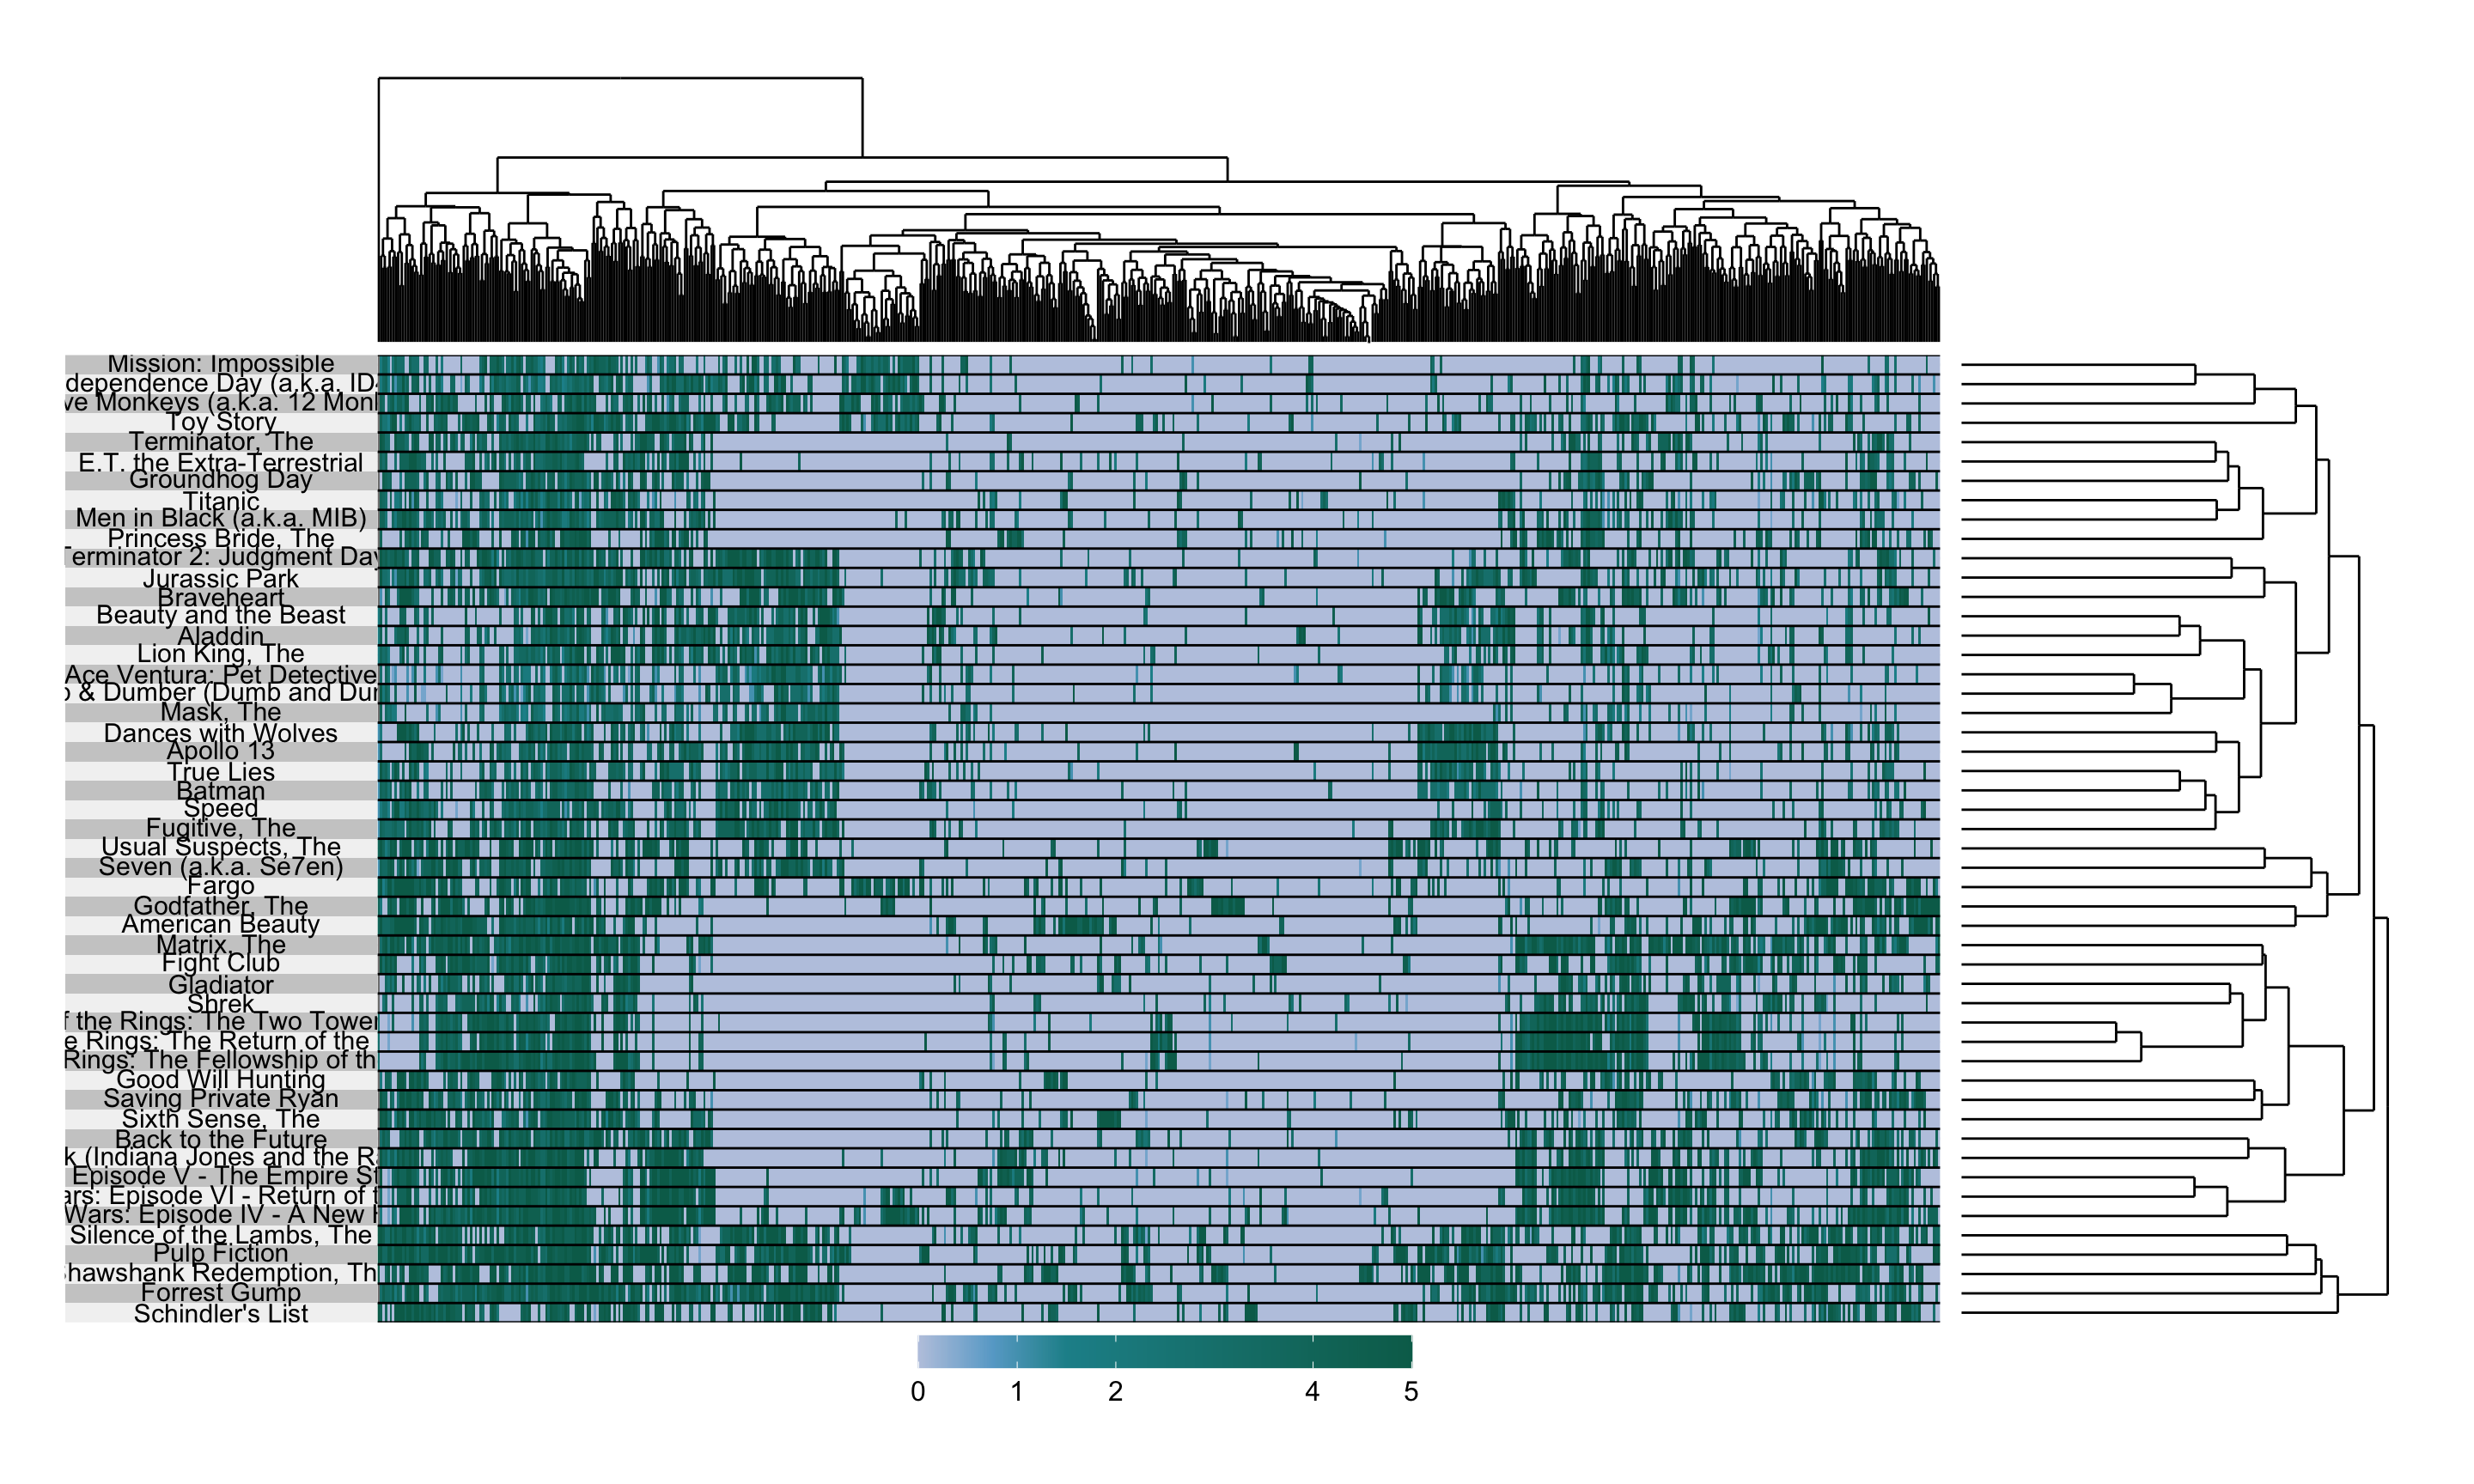 Mission: Impossible
dependence Day (a.k.a. ID
ve Monkeys (a.k.a. 12 Mon
Toy Story
Terminator, The
E.T. the Extra-Terrestrial
Groundhog Day
Titanic
Men in Black (a.k.a. MIB)
Princess Bride, The
erminator 2: Judgment Day
Jurassic Park
Braveheart
Beauty and the Beast
Aladdin
Lion King, The
Ace Ventura: Pet Detective
& Dumber (Dumb and Du
Mask, The
Dances with Wolves
Apollo 13
True Lies
Batman
Speed
Fugitive, The
Usual Suspects, The
Seven (a.k.a. Se7en)
Fargo
Godfather, The
American Beauty
Matrix, The
Fight Club
Gladiator
Shrek
f the Rings: The Two Tower
e Rings: The Return of the
Rings: The Fellowship of th
Good Will Hunting
Saving Private Ryan
Sixth Sense, The
Back to the Future
k (Indiana Jones and the R
Episode V - The Empire St
ars: Episode VI - Return of t
Wars: Episode IV - A New
Silence of the Lambs, The
Pulp Fiction
hawshank Redemption, Th
Forrest Gump
Schindler's List
0 1 2 4 5